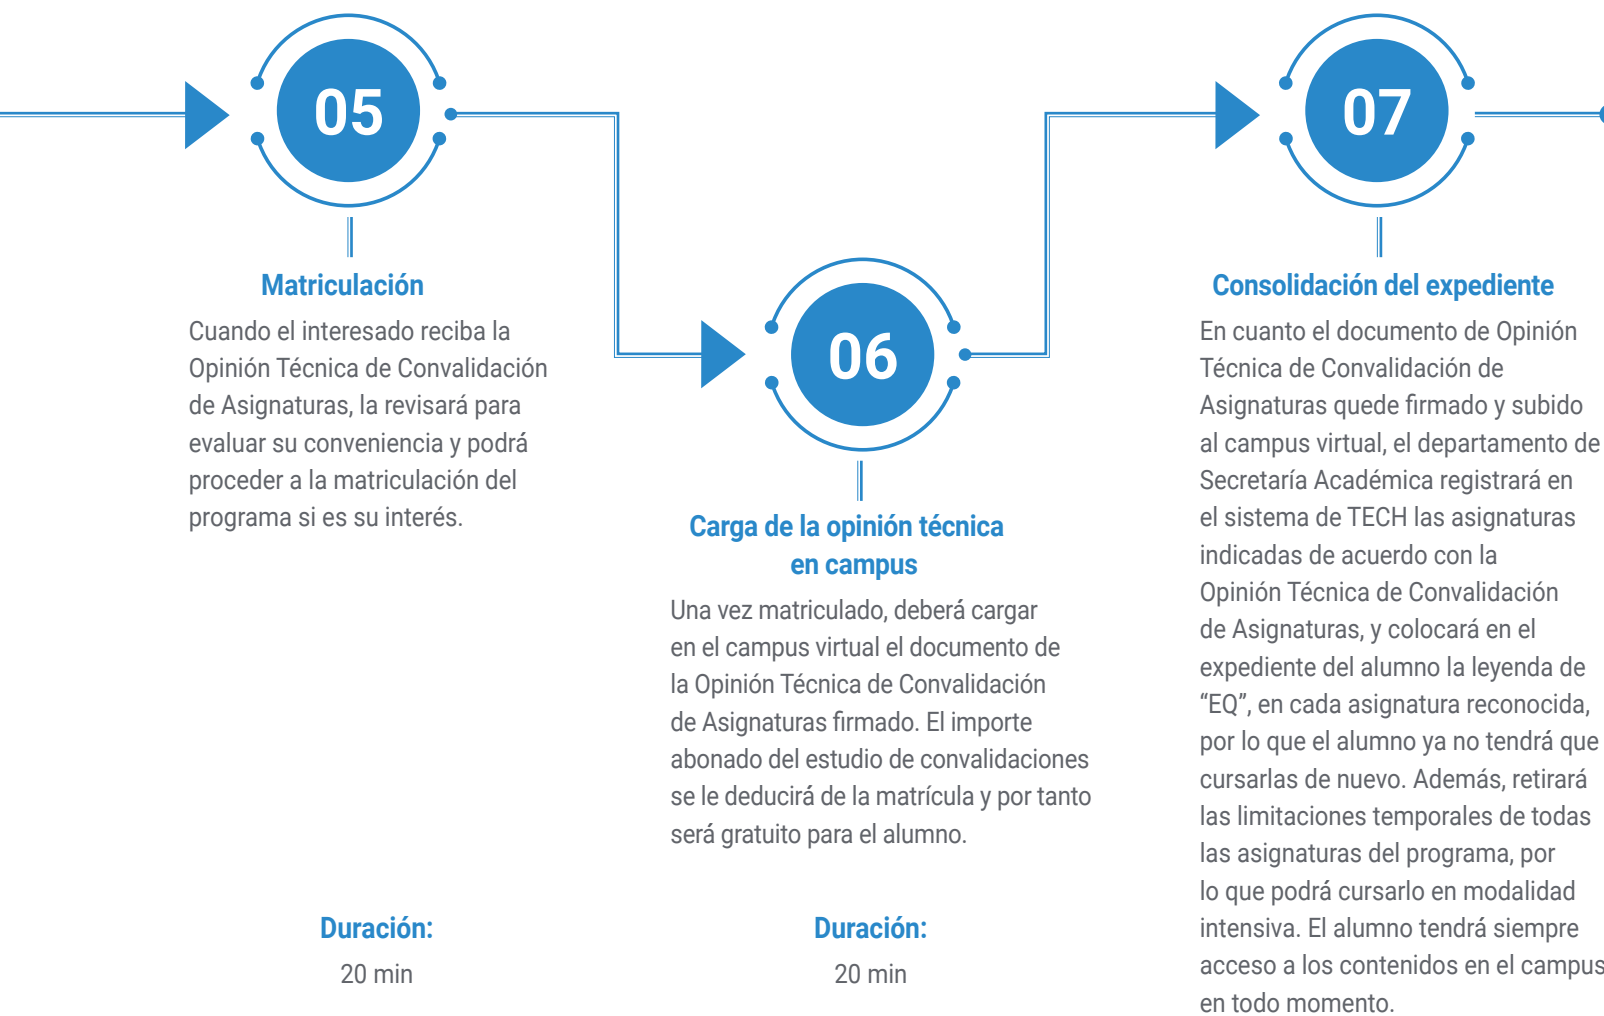 05
Matriculación
Cuando el interesado reciba la
Opinión Técnica de Convalidación
de Asignaturas, la revisará para
evaluar su conveniencia y podrá
proceder a la matriculación del
programa si es su interés.
Duración:
20 min
06
Carga de la opinión técnica
en campus
Una vez matriculado, deberá cargar
en el campus virtual el documento de
la Opinión Técnica de Convalidación
de Asignaturas firmado. El importe
abonado del estudio de convalidaciones
se le deducirá de la matrícula y por tanto
será gratuito para el alumno.
Duración:
20 min
07
Consolidación del expediente
En cuanto el documento de Opinión
Técnica de Convalidación de
Asignaturas quede firmado y subido
al campus virtual, el departamento de
Secretaría Académica registrará en
el sistema de TECH las asignaturas
indicadas de acuerdo con la
Opinión Técnica de Convalidación
de Asignaturas, y colocará en el
expediente del alumno la leyenda de
“EQ”, en cada asignatura reconocida,
por lo que el alumno ya no tendrá que
cursarlas de nuevo. Además, retirará
las limitaciones temporales de todas
las asignaturas del programa, por
lo que podrá cursarlo en modalidad
intensiva. El alumno tendrá siempre
acceso a los contenidos en el campus
en todo momento.